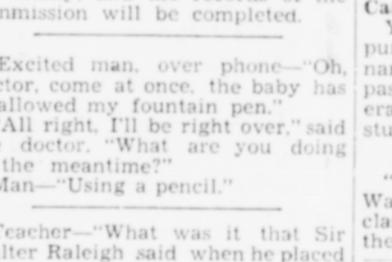 nmission will be completed.
Excited man, over phone—"Oh,
ctor, come at once, the baby has
allowed my fountain pen."
"All right, I'll be right over," said
doctor. "What are you doing
the meantime?"
Man—"Using a pencil."
Teacher—"What was it that Sir
lter Raleigh said when he placed
Ca
pu
nar
pas
era
stu
Wa
cla
the